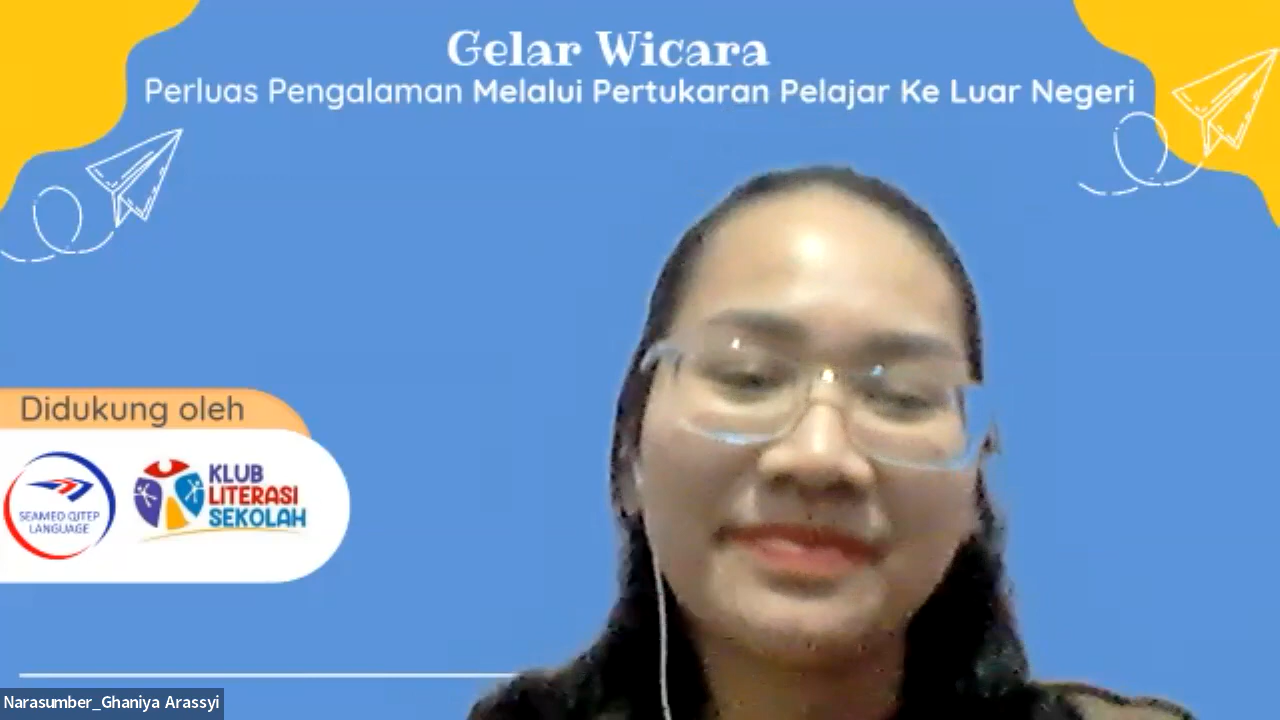 Gelar Wicara
Perluas Pengalaman Melalui Pertukaran Pelajar Ke Luar Negeri
Didukung oleh
SEAMEO QITEP
LANGUAGE
KLUB
LITERASI
SEKOLAH
Narasumber_Ghaniya Arassyi